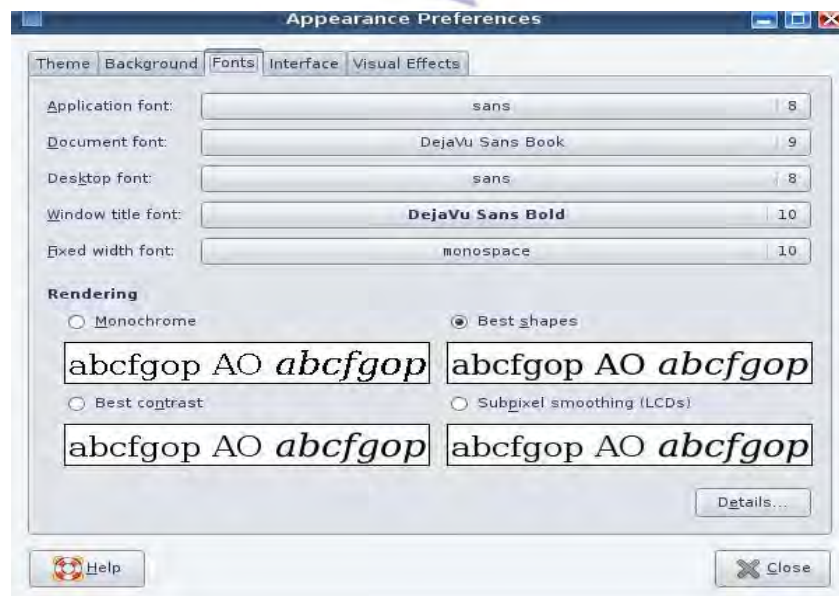 Appearance Preferences
Theme Background Fonts Interface Visual Effects
Application font: sans 8
Document font: DejaVu Sans Book 9
Desktop font: sans 8
Window title font: DejaVu Sans Bold 10
Fixed width font: monospace 10
Rendering
Monochrome Best shapes
abcfgop AO abcfgop abcfgop AO abcfgop
Best contrast Subpixel smoothing (LCDs)
abcfgop AO abcfgop abcfgop AO abcfgop
Details...
Help Close